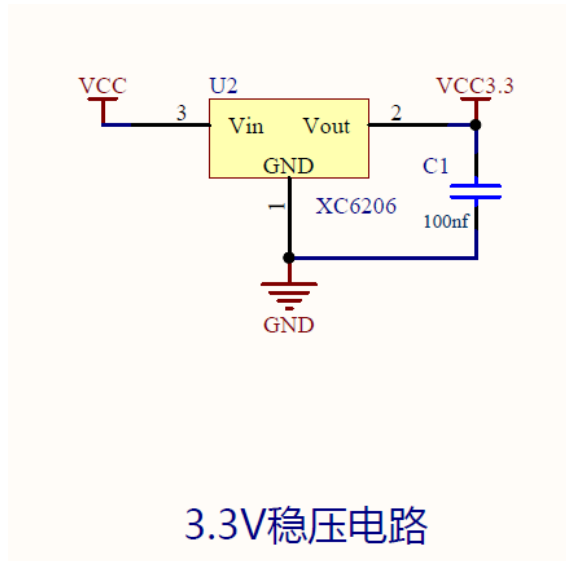 VCC
U2
VCC3.3
3
Vin
Vout
2
GND
C1
1
XC6206
100nf
GND
3.3V稳压电路